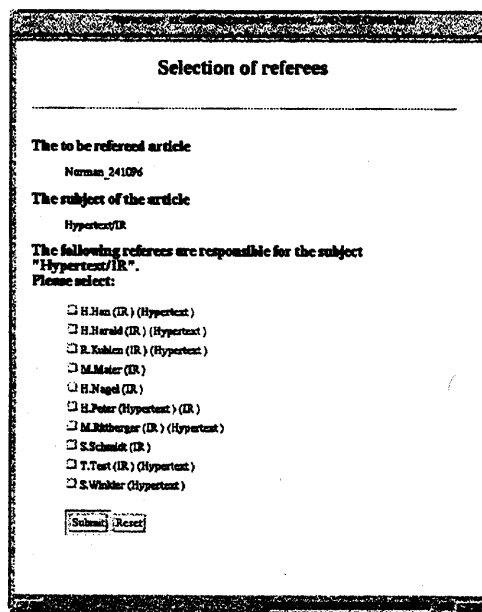 Selection of referees
The to be refereed article
Norman_241096
The subject of the article
Hypertext/IR
The following referees are responsible for the subject
"Hypertext/IR".
Please select:
H.Han (IR) (Hypertext)
H.Harald (IR) (Hypertext)
R.Kuhlen (IR) (Hypertext)
M.Maier (IR)
H.Nagel (IR)
H.Peter (Hypertext) (IR)
M.Rittberger (IR) (Hypertext)
S.Schmidt (IR)
T.Test (IR) (Hypertext)
S.Winkler (Hypertext)
Submit Reset